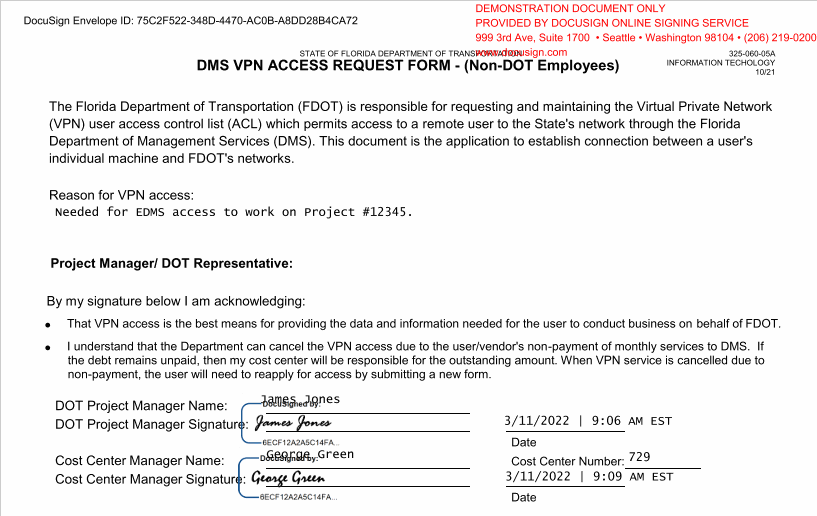 DocuSign Envelope ID: 75C2F522-348D-4470-AC0B-A8DD28B4CA72
DEMONSTRATION DOCUMENT ONLY
PROVIDED BY DOCUSIGN ONLINE SIGNING SERVICE
999 3rd Ave, Suite 1700 • Seattle • Washington 98104 • (206) 219-0200
www.docusign.com
STATE OF FLORIDA DEPARTMENT OF TRANSPORTATION
DMS VPN ACCESS REQUEST FORM - (Non-DOT Employees)
325-060-05A
INFORMATION TECHOLOGY
10/21
The Florida Department of Transportation (FDOT) is responsible for requesting and maintaining the Virtual Private Network
(VPN) user access control list (ACL) which permits access to a remote user to the State's network through the Florida
Department of Management Services (DMS). This document is the application to establish connection between a user's
individual machine and FDOT's networks.
Reason for VPN access:
Needed for EDMS access to work on Project #12345.
Project Manager/ DOT Representative:
By my signature below I am acknowledging:
• That VPN access is the best means for providing the data and information needed for the user to conduct business on behalf of FDOT.
• I understand that the Department can cancel the VPN access due to the user/vendor's non-payment of monthly services to DMS. If
the debt remains unpaid, then my cost center will be responsible for the outstanding amount. When VPN service is cancelled due to
non-payment, the user will need to reapply for access by submitting a new form.
DOT Project Manager Name: James Jones
DocuSigned by:
DOT Project Manager Signature: James Jones 3/11/2022 | 9:06 AM EST
6ECF12A2A5C14FA... Date
Cost Center Manager Name: George Green Cost Center Number: 729
DocuSigned by:
Cost Center Manager Signature: George Green 3/11/2022 | 9:09 AM EST
6ECF12A2A5C14FA... Date